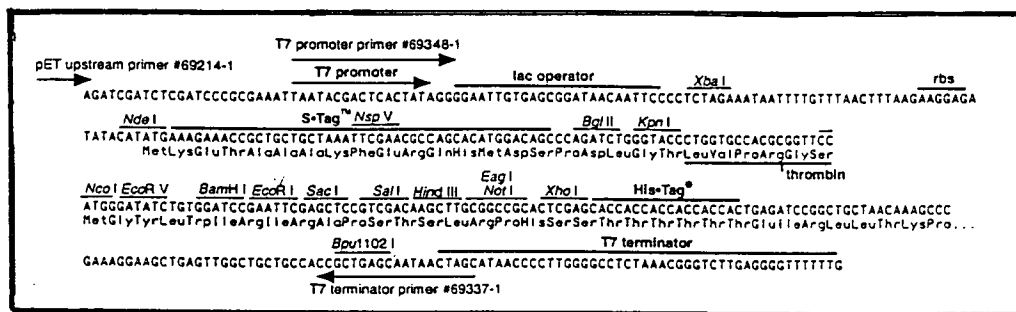 T7 promoter primer #69348-1
pET upstream primer #69214-1
T7 promoter lac operator XbaI rbs
AGATCGATCTCGATCCCGCGAAATTAATACGACTCACTATAGGGGAATTGTGAGCGGATAACAATTCCCCTCTAGAAATAATTTTGTTTAACTTTAAGAAGGAGA
NdeI S•Tag™ NspV BglII KpnI
TATACATATGAAAGAAACCGCTGCTGCTAAATTCGAACGCCAGCACATGGACAGCCCAGATCTGGGTACCCTGGTGCCACGCGGTTCC
MetLysGluThrAlaAlaAlaLysPheGluArgGlnHisMetAspSerProAspLeuGlyThrLeuValProArgGlySer
thrombin
EagI
NcoI EcoRV BamHI EcoRI SacI SalI HindIII NotI XhoI His•Tag®
ATGGGATATCTGTGGATCCGAATTCGAGCTCCGTCGACAAGCTTGCGGCCGCACTCGAGCACCACCACCACCACCACTGAGATCCGGCTGCTAACAAAGCCC
MetGlyTyrLeuTrpIleArgIleArgAlaProSerThrSerLeuArgProHisSerSerThrThrThrThrThrThrGluIleArgLeuLeuThrLysPro...
Bpu1102I T7 terminator
GAAAGGAAGCTGAGTTGGCTGCTGCCACCGCTGAGCAATAACTAGCATAACCCCTTGGGGCCTCTAAACGGGTCTTGAGGGGTTTTTTG
T7 terminator primer #69337-1